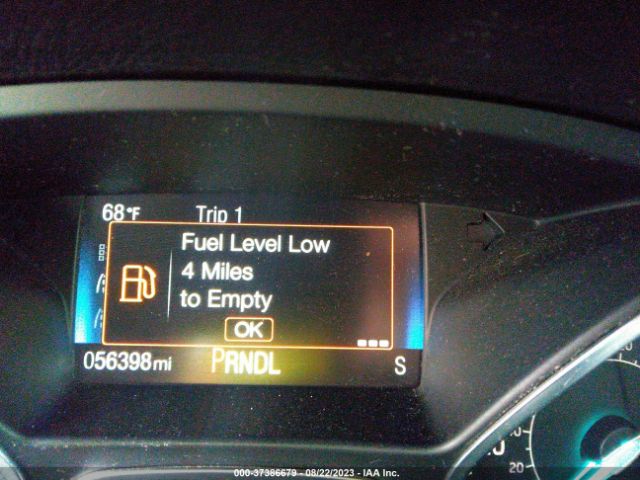 68°F Trip 1
Fuel Level Low
4 Miles
to Empty
OK
056398mi PRNDL S
20
000-37386679 - 08/22/2023 - IAA Inc.